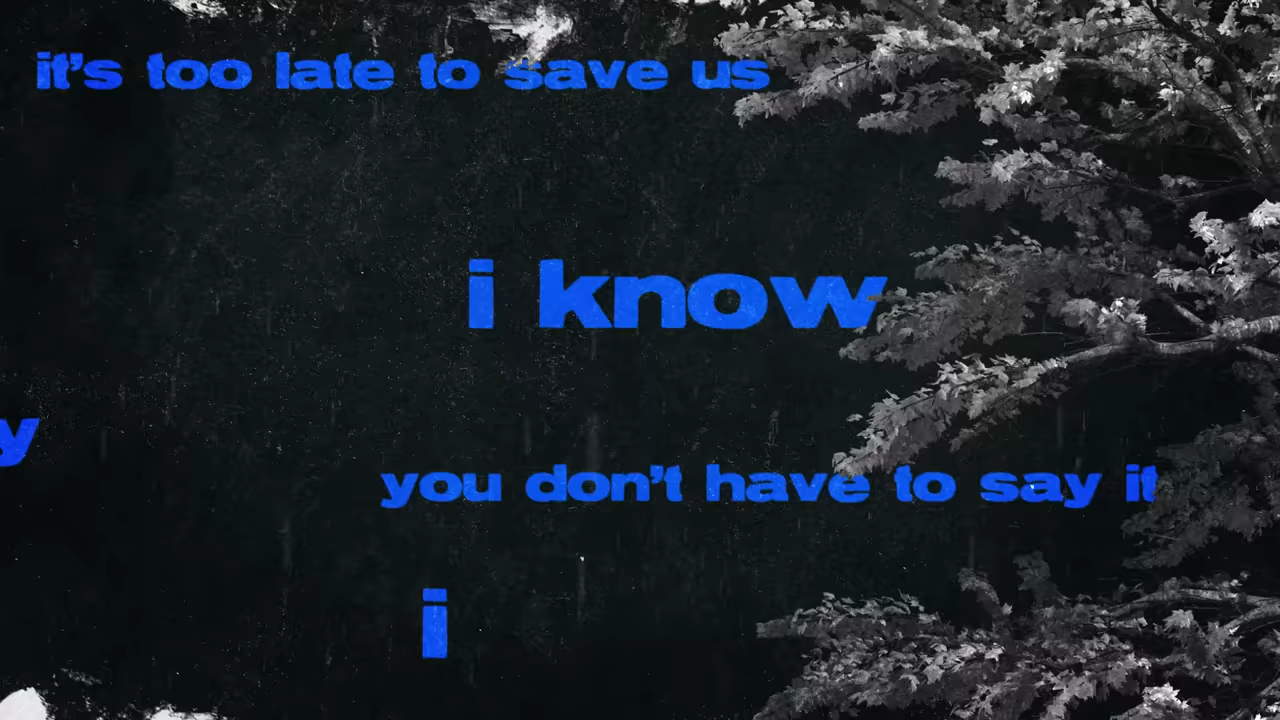 it's too late to save us
i know
y
you don't have to say it
i